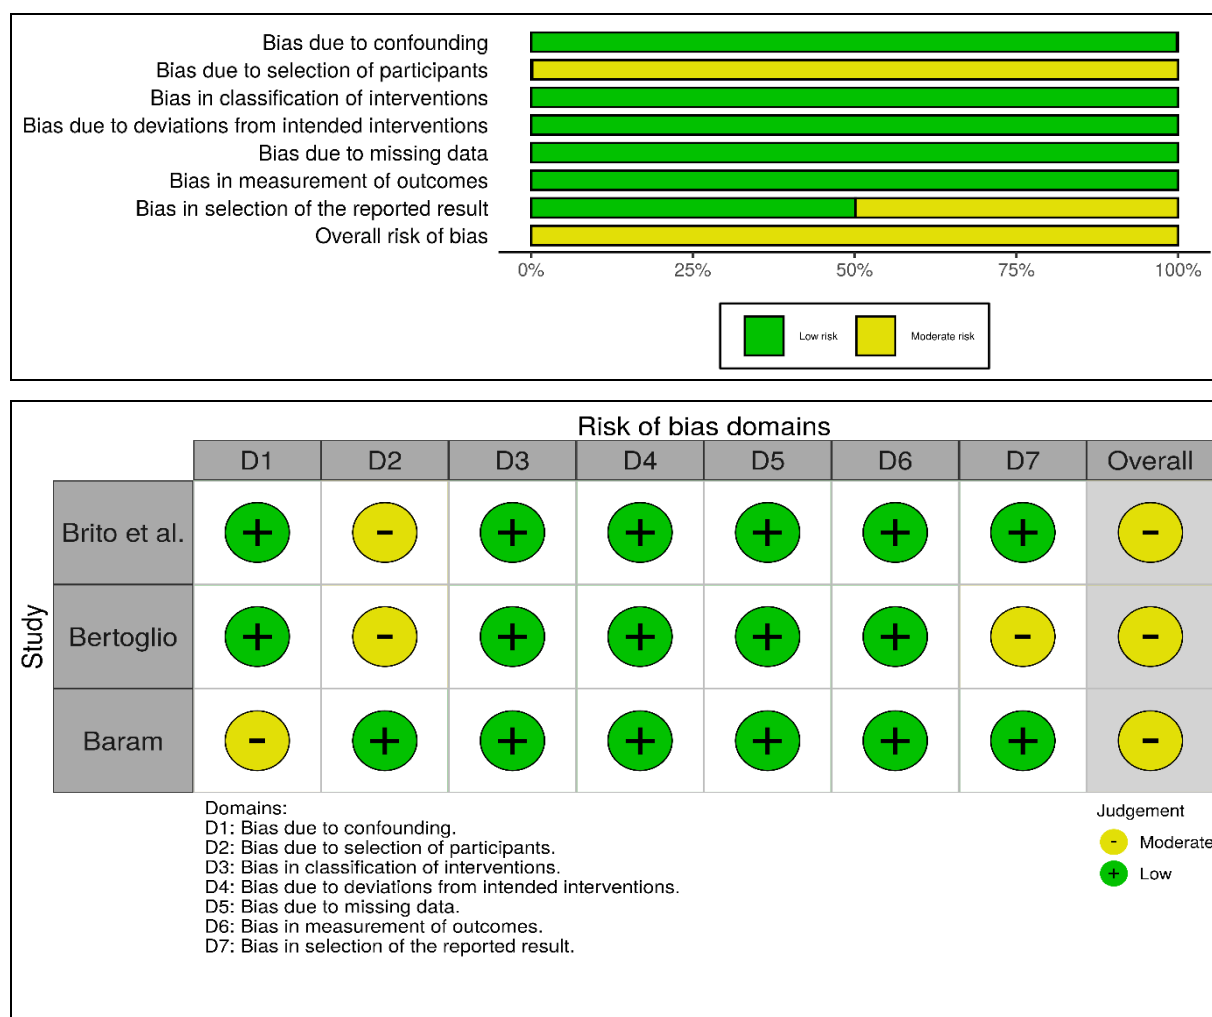 Bias due to confounding
Bias due to selection of participants
Bias in classification of interventions
Bias due to deviations from intended interventions
Bias due to missing data
Bias in measurement of outcomes
Bias in selection of the reported result
Overall risk of bias
0% 25% 50% 75% 100%
Low risk Moderate risk
Risk of bias domains
D1 D2 D3 D4 D5 D6 D7 Overall
Study
Brito et al. + - + + + + + -
Bertoglio + - + + + + - -
Baram - + + + + + + -
Domains:
D1: Bias due to confounding.
D2: Bias due to selection of participants.
D3: Bias in classification of interventions.
D4: Bias due to deviations from intended interventions.
D5: Bias due to missing data.
D6: Bias in measurement of outcomes.
D7: Bias in selection of the reported result.
Judgement
- Moderate
+ Low